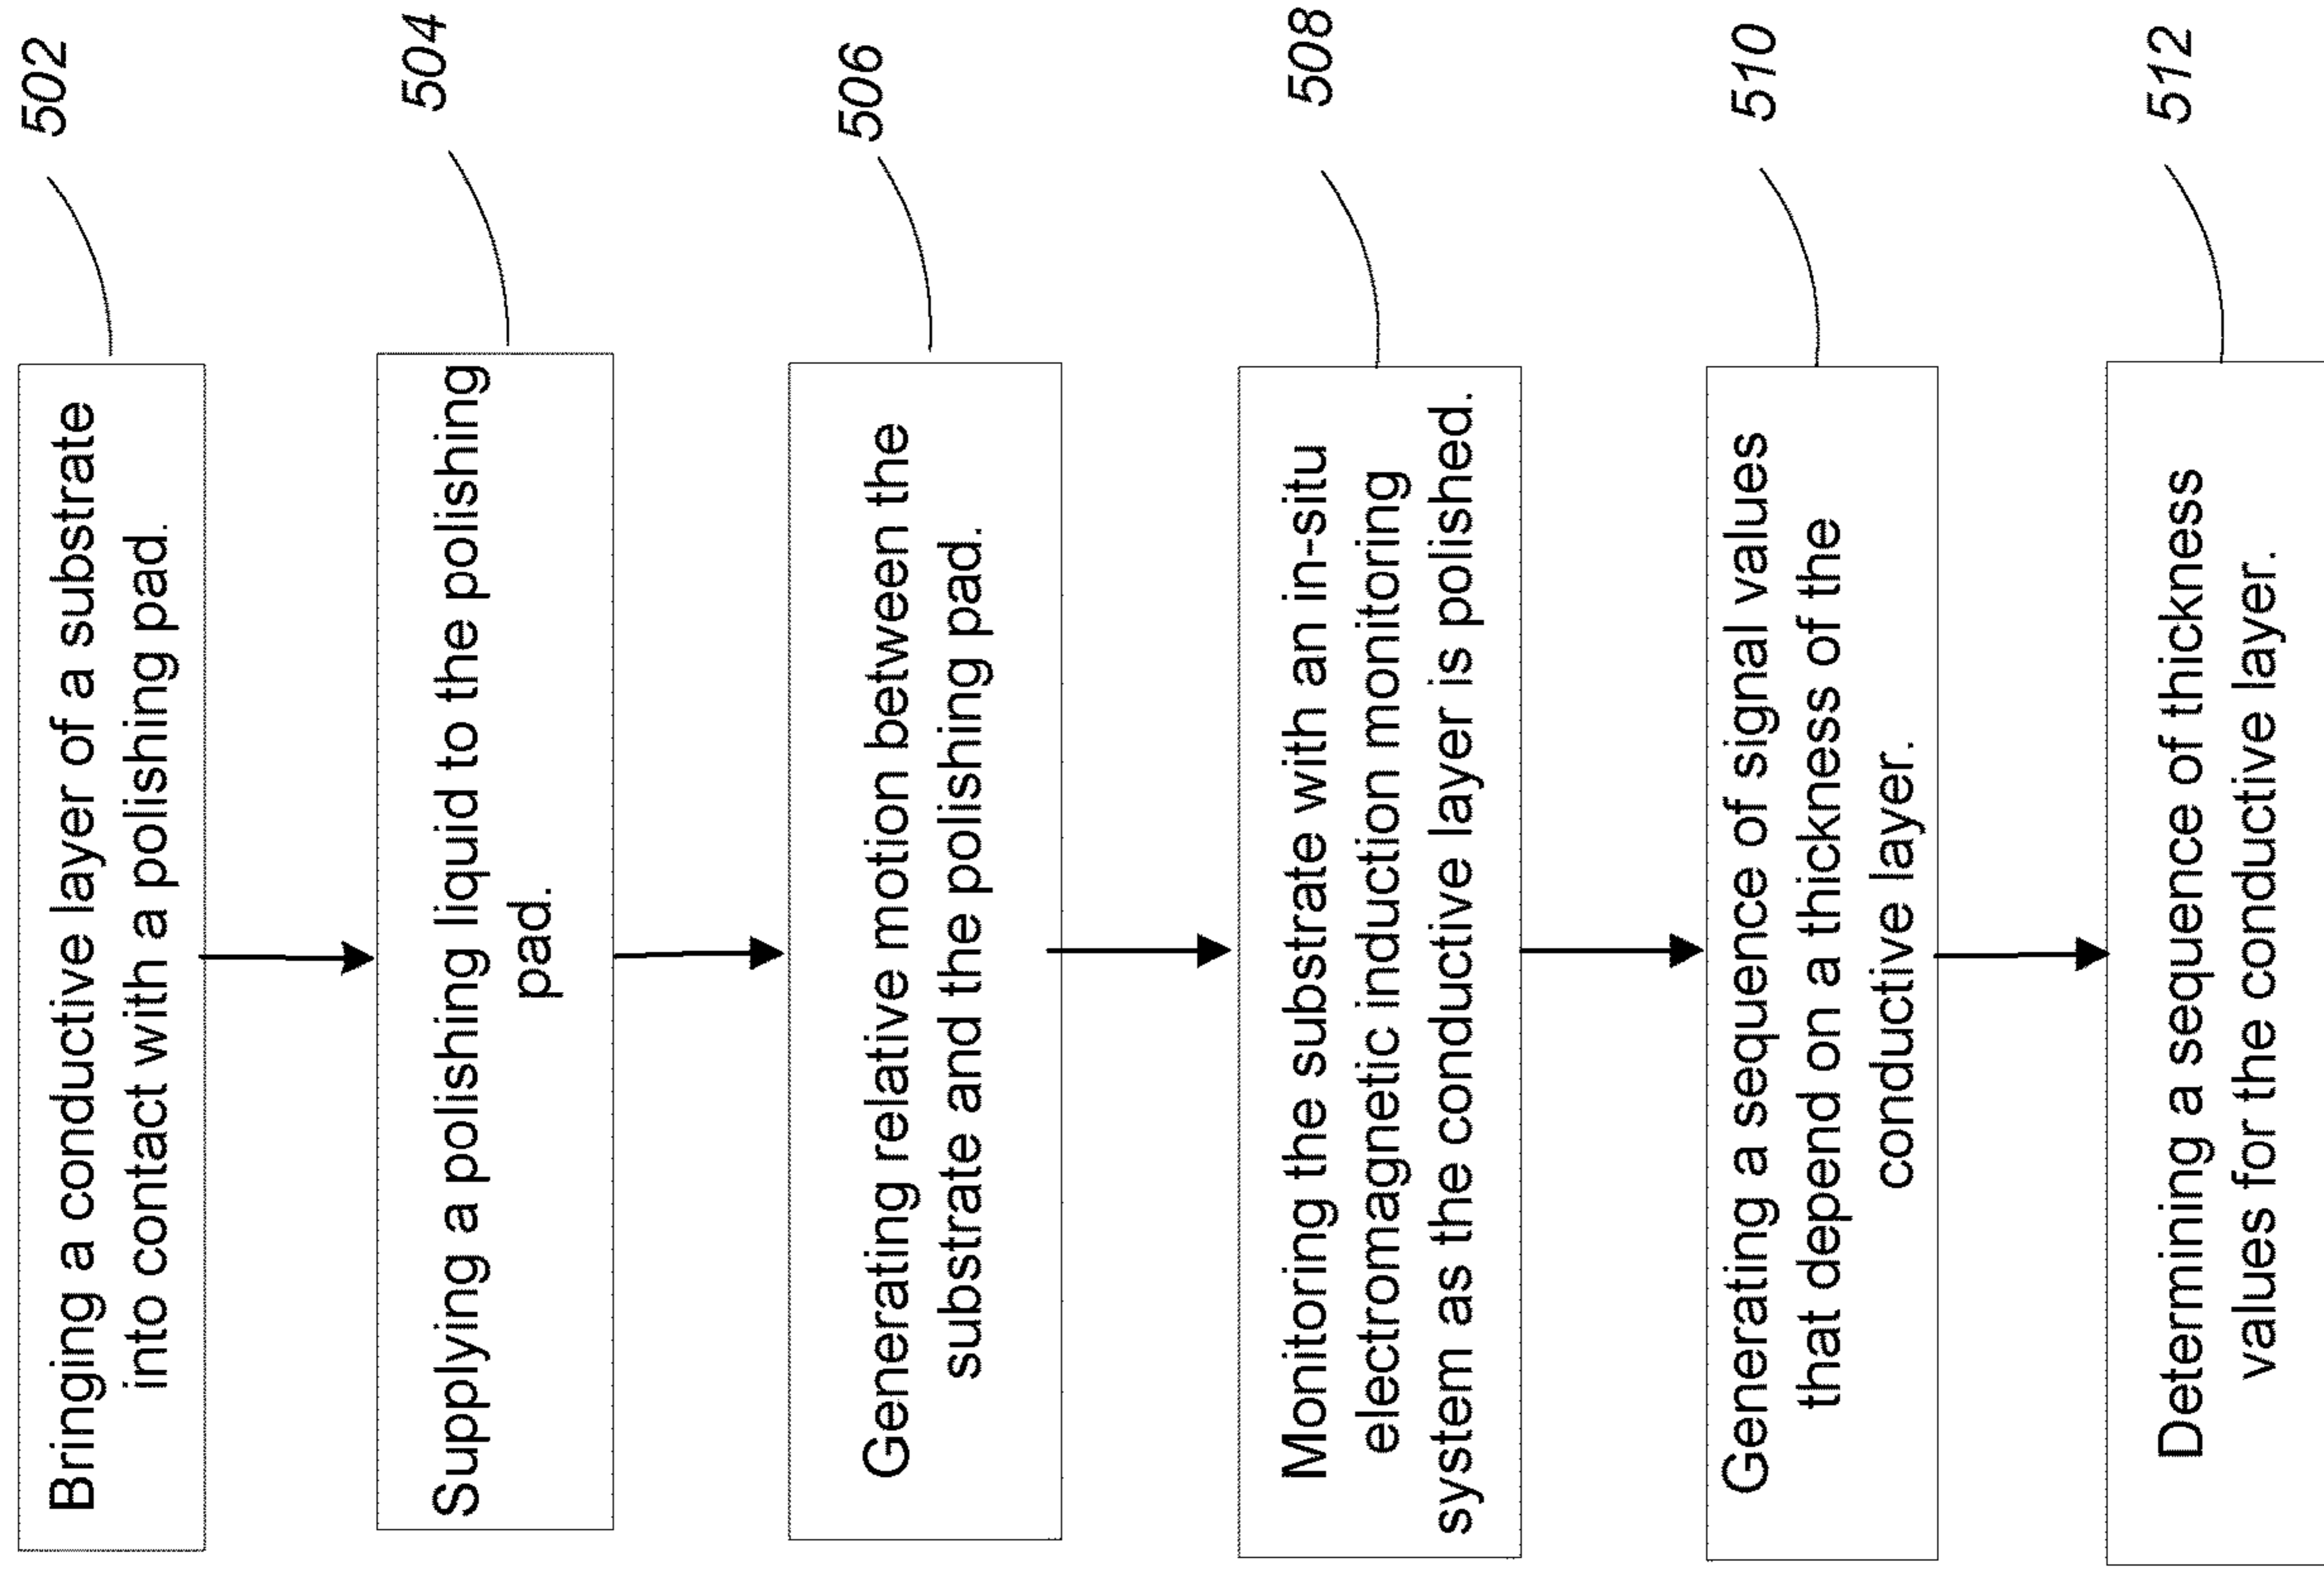 Bringing a conductive layer of a substrate
into contact with a polishing pad.
502
Supplying a polishing liquid to the polishing
pad.
504
Generating relative motion between the
substrate and the polishing pad.
506
Monitoring the substrate with an in-situ
electromagnetic induction monitoring
system as the conductive layer is polished.
508
Generating a sequence of signal values
that depend on a thickness of the
conductive layer.
510
Determining a sequence of thickness
values for the conductive layer.
512